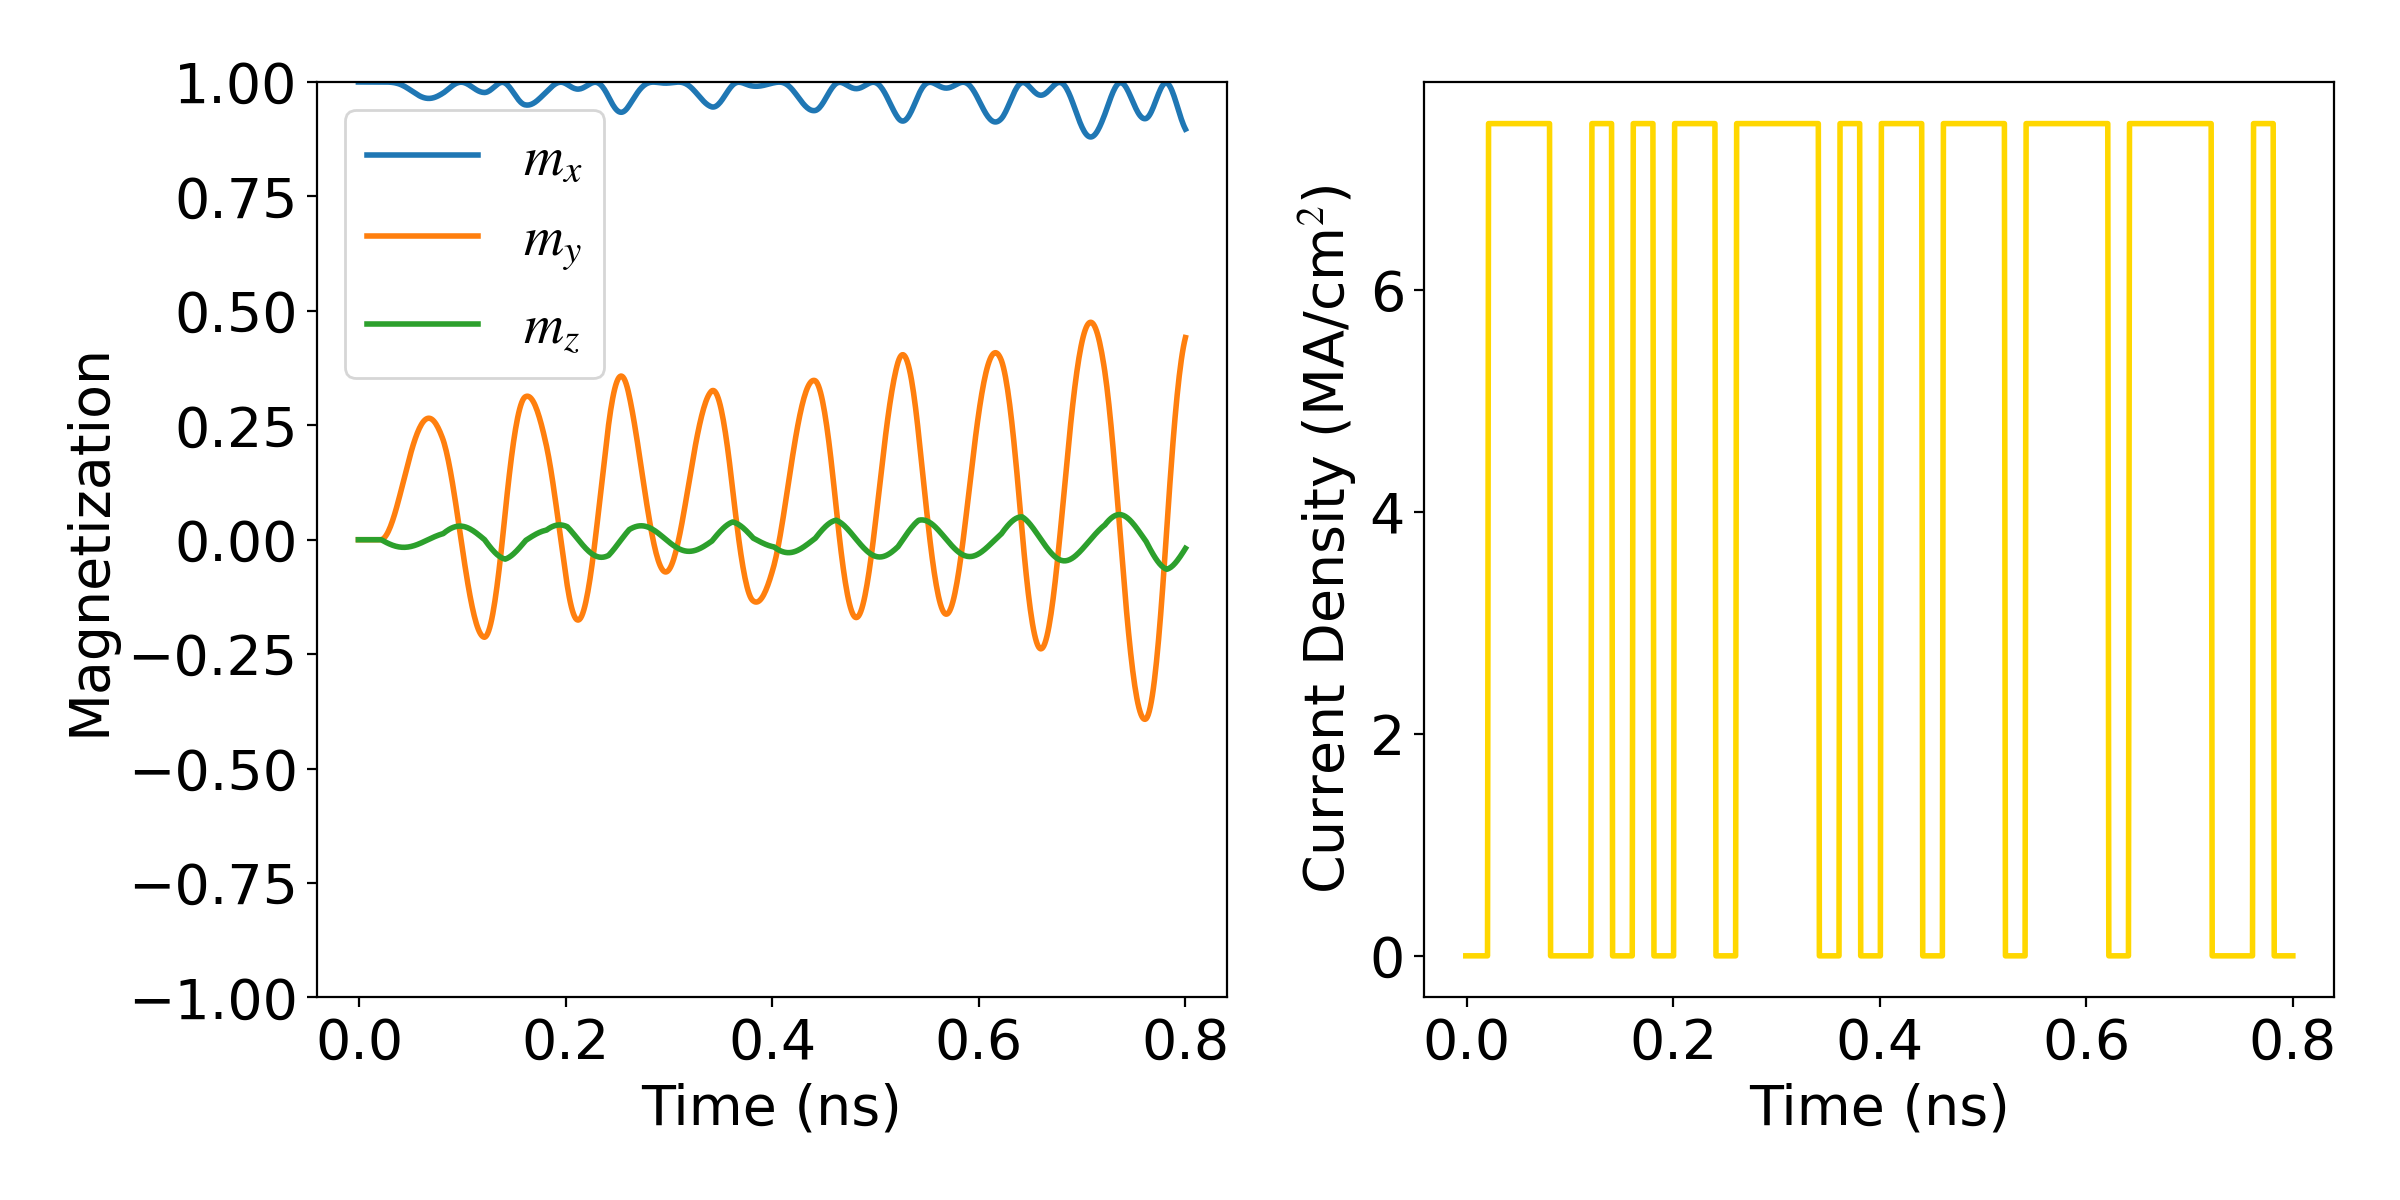 Magnetization
1.00
0.75
0.50
0.25
0.00
−0.25
−0.50
−0.75
−1.00
m_x
m_y
m_z
0.0 0.2 0.4 0.6 0.8
Time (ns)
Current Density (MA/cm²)
6
4
2
0
0.0 0.2 0.4 0.6 0.8
Time (ns)